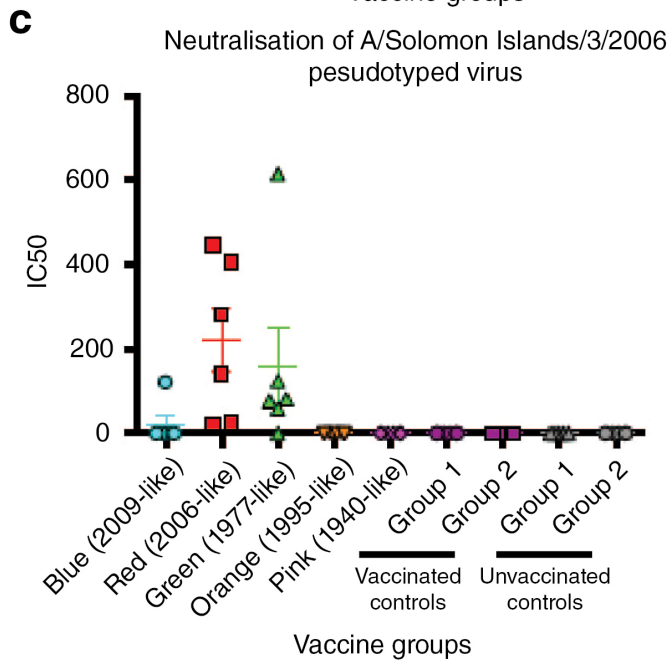 c
Neutralisation of A/Solomon Islands/3/2006
pesudotyped virus
800
600
400
200
0
IC50
Blue (2009-like)
Red (2006-like)
Green (1977-like)
Orange (1995-like)
Pink (1940-like)
Group 1
Group 2
Group 1
Group 2
Vaccinated
controls
Unvaccinated
controls
Vaccine groups